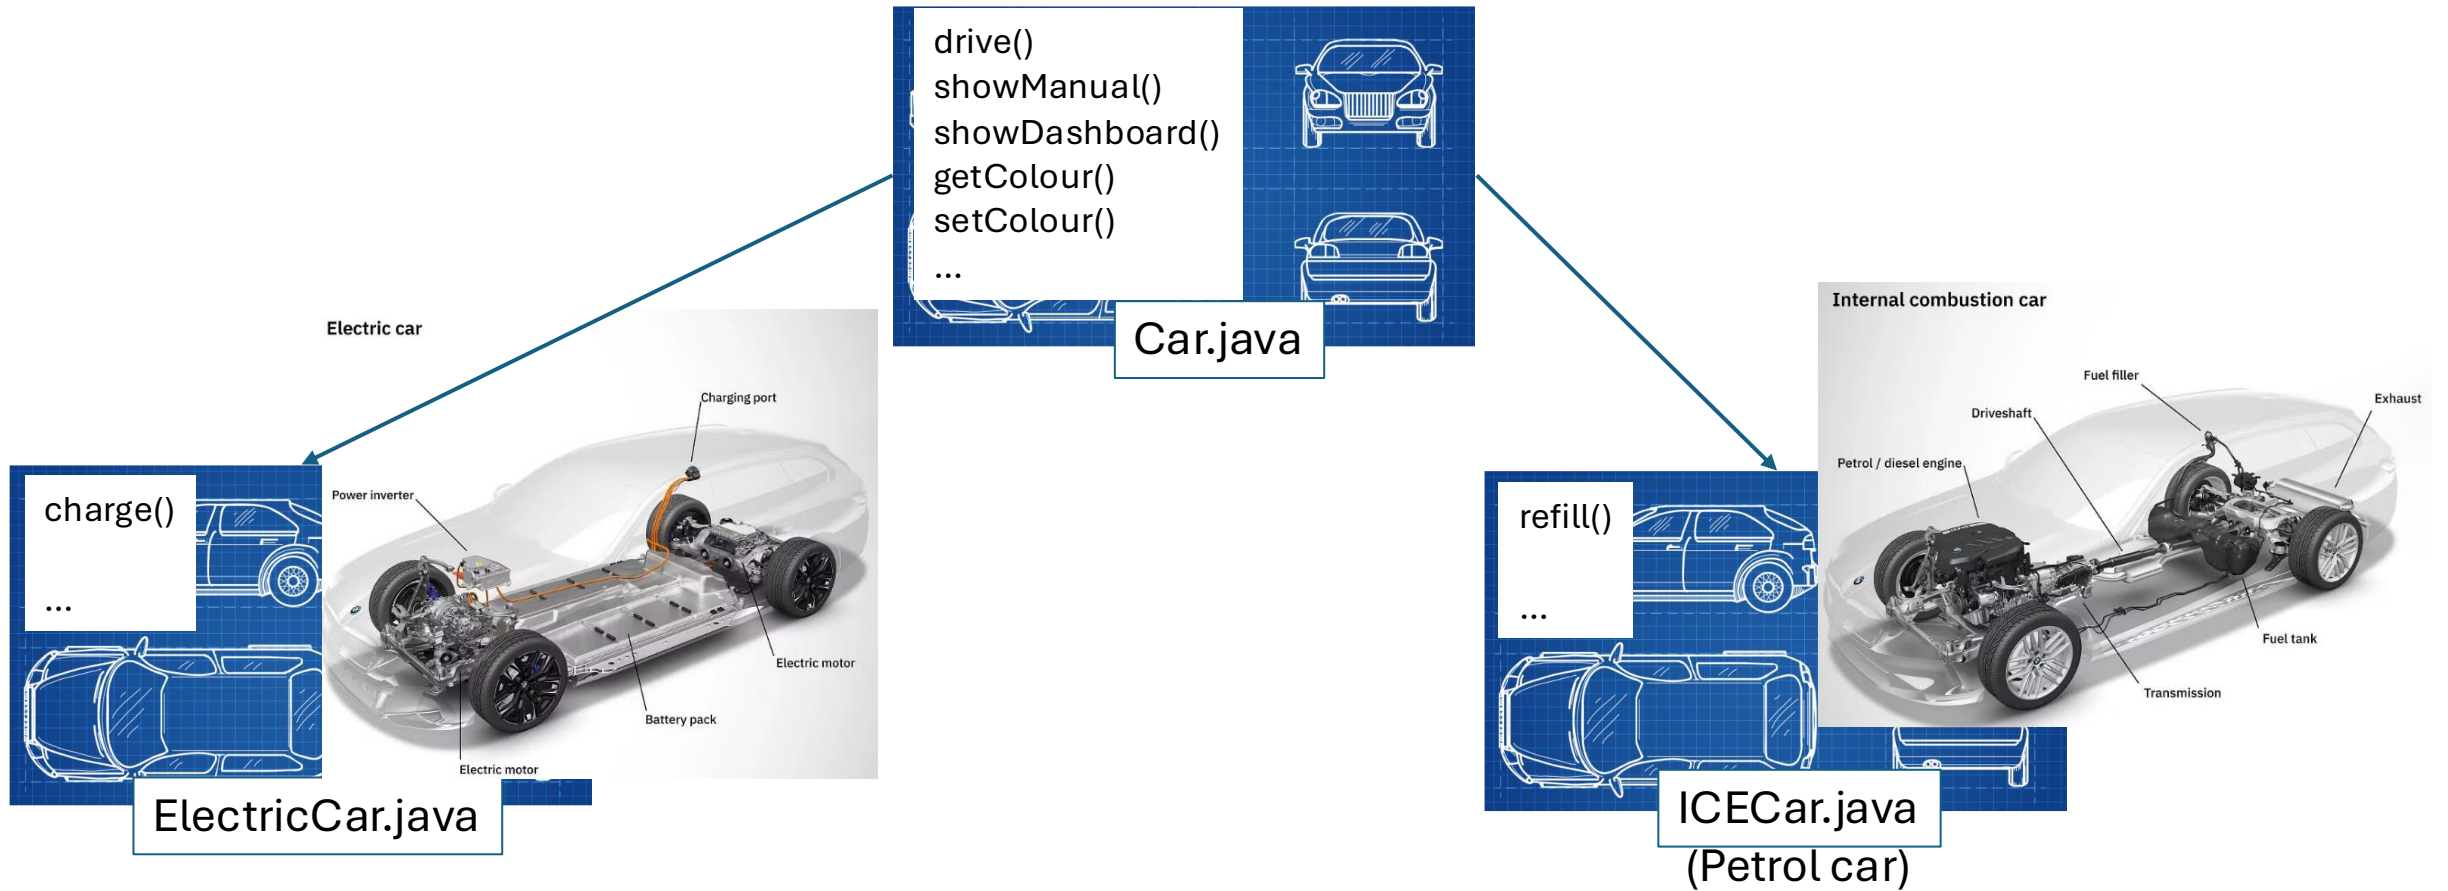 drive()
showManual()
showDashboard()
getColour()
setColour()
...
Car.java
Electric car
Charging port
Power inverter
Electric motor
Battery pack
Electric motor
charge()
...
ElectricCar.java
Internal combustion car
Fuel filler
Exhaust
Driveshaft
Petrol / diesel engine
Fuel tank
Transmission
refill()
...
ICECar.java
(Petrol car)